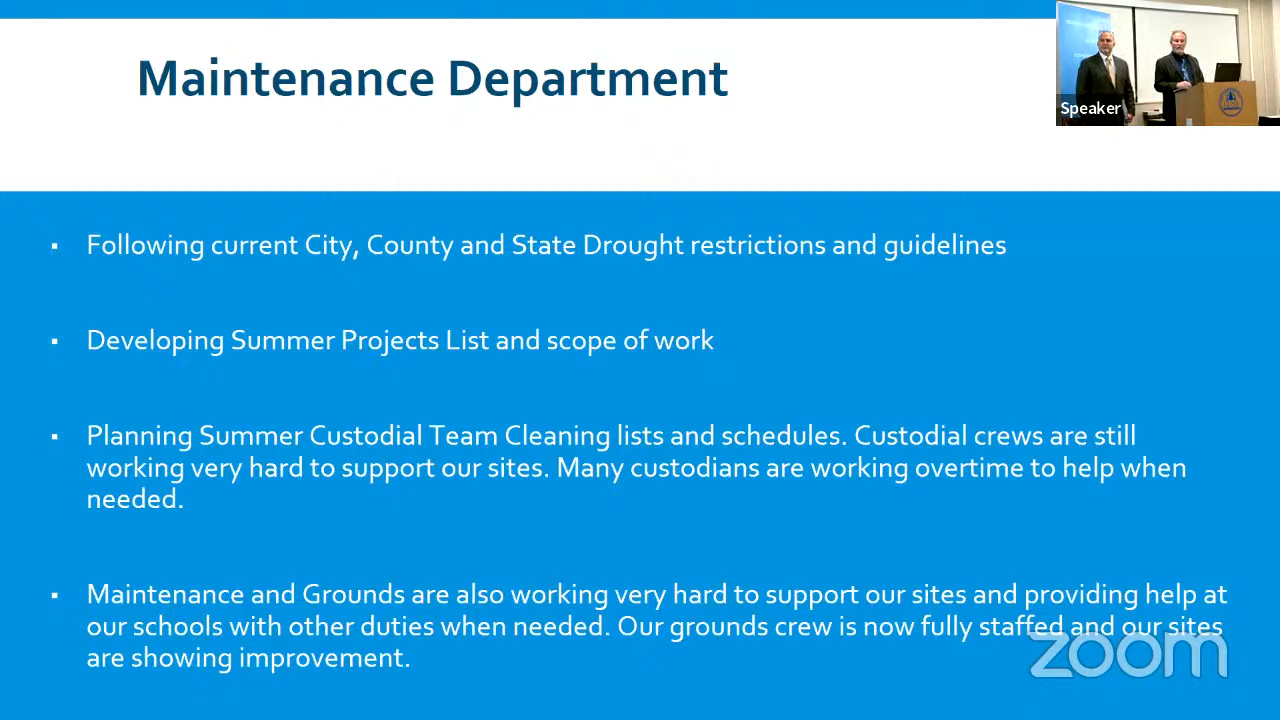 Maintenance Department
Speaker
▪ Following current City, County and State Drought restrictions and guidelines
▪ Developing Summer Projects List and scope of work
▪ Planning Summer Custodial Team Cleaning lists and schedules. Custodial crews are still
working very hard to support our sites. Many custodians are working overtime to help when
needed.
▪ Maintenance and Grounds are also working very hard to support our sites and providing help at
our schools with other duties when needed. Our grounds crew is now fully staffed and our sites
are showing improvement.
zoom